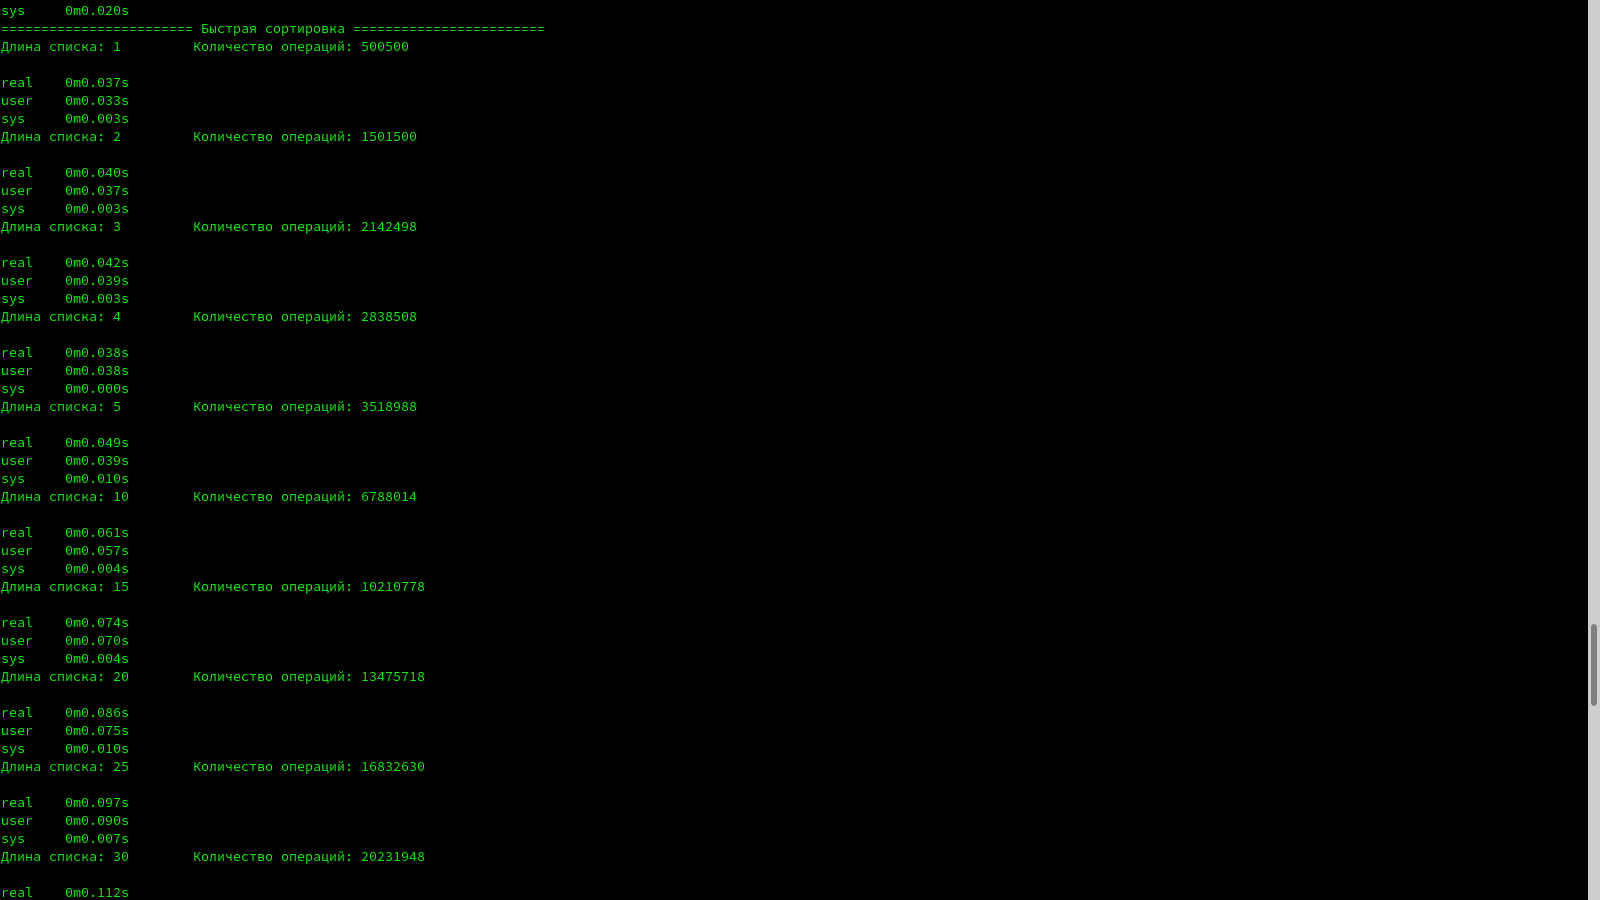 sys    0m0.020s
======================== Быстрая сортировка ========================
Длина списка: 1         Количество операций: 500500
real    0m0.037s
user    0m0.033s
sys     0m0.003s
Длина списка: 2         Количество операций: 1501500
real    0m0.040s
user    0m0.037s
sys     0m0.003s
Длина списка: 3         Количество операций: 2142498
real    0m0.042s
user    0m0.039s
sys     0m0.003s
Длина списка: 4         Количество операций: 2838508
real    0m0.038s
user    0m0.038s
sys     0m0.000s
Длина списка: 5         Количество операций: 3518988
real    0m0.049s
user    0m0.039s
sys     0m0.010s
Длина списка: 10        Количество операций: 6788014
real    0m0.061s
user    0m0.057s
sys     0m0.004s
Длина списка: 15        Количество операций: 10210778
real    0m0.074s
user    0m0.070s
sys     0m0.004s
Длина списка: 20        Количество операций: 13475718
real    0m0.086s
user    0m0.075s
sys     0m0.010s
Длина списка: 25        Количество операций: 16832630
real    0m0.097s
user    0m0.090s
sys     0m0.007s
Длина списка: 30        Количество операций: 20231948
real    0m0.112s